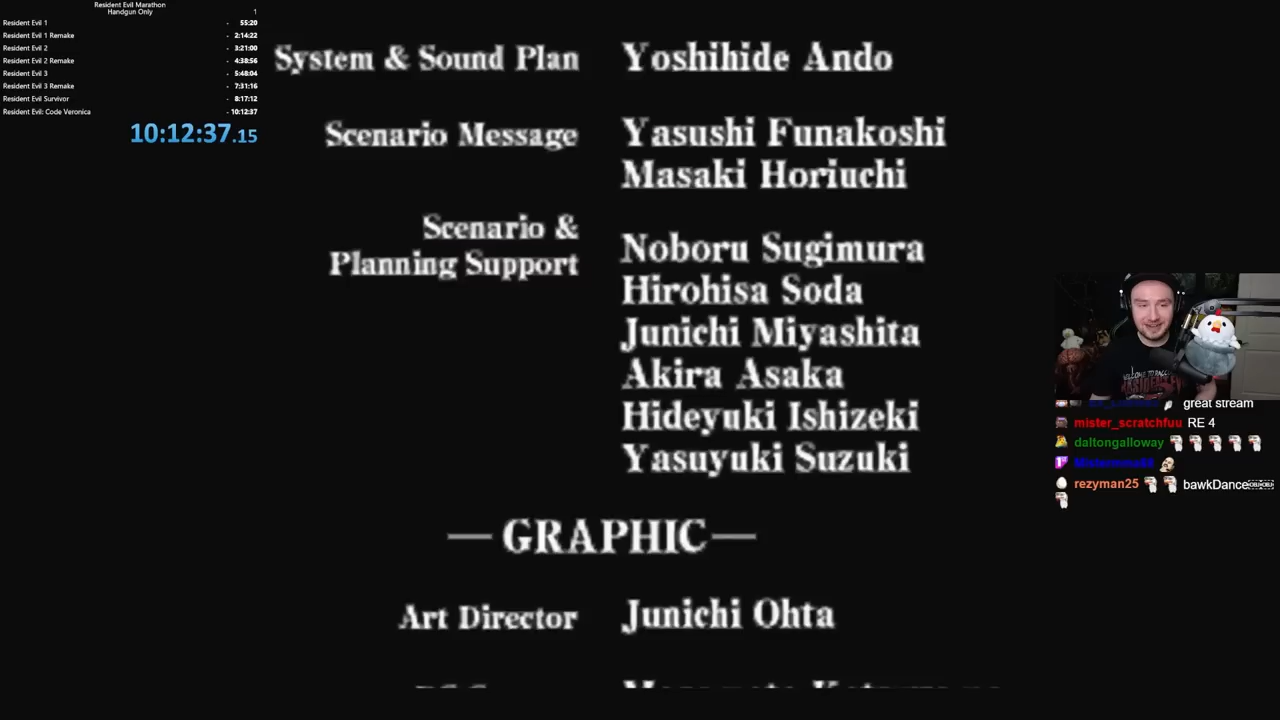 Resident Evil Marathon
Handgun Only 1
Resident Evil 1 - 55:20
Resident Evil 1 Remake - 2:14:22
Resident Evil 2 - 3:21:00
Resident Evil 2 Remake - 4:38:56
Resident Evil 3 - 5:48:04
Resident Evil 3 Remake - 7:31:16
Resident Evil Survivor - 8:17:12
Resident Evil: Code Veronica - 10:12:37
10:12:37.15
System & Sound Plan Yoshihide Ando
Scenario Message Yasushi Funakoshi
Masaki Horiuchi
Scenario &
Planning Support Noboru Sugimura
Hirohisa Soda
Junichi Miyashita
Akira Asaka
Hideyuki Ishizeki
Yasuyuki Suzuki
— GRAPHIC —
Art Director Junichi Ohta
great stream
mister_scratchfuu RE 4
daltongalloway
rezyman25 bawkDance